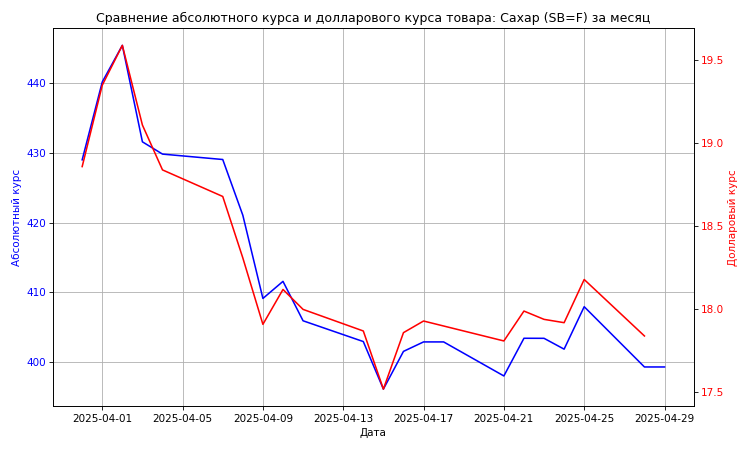 Сравнение абсолютного курса и долларового курса товара: Сахар (SB=F) за месяц
Абсолютный курс
440
430
420
410
400
19.5
19.0
18.5
18.0
17.5
Долларовый курс
2025-04-01 2025-04-05 2025-04-09 2025-04-13 2025-04-17 2025-04-21 2025-04-25 2025-04-29
Дата